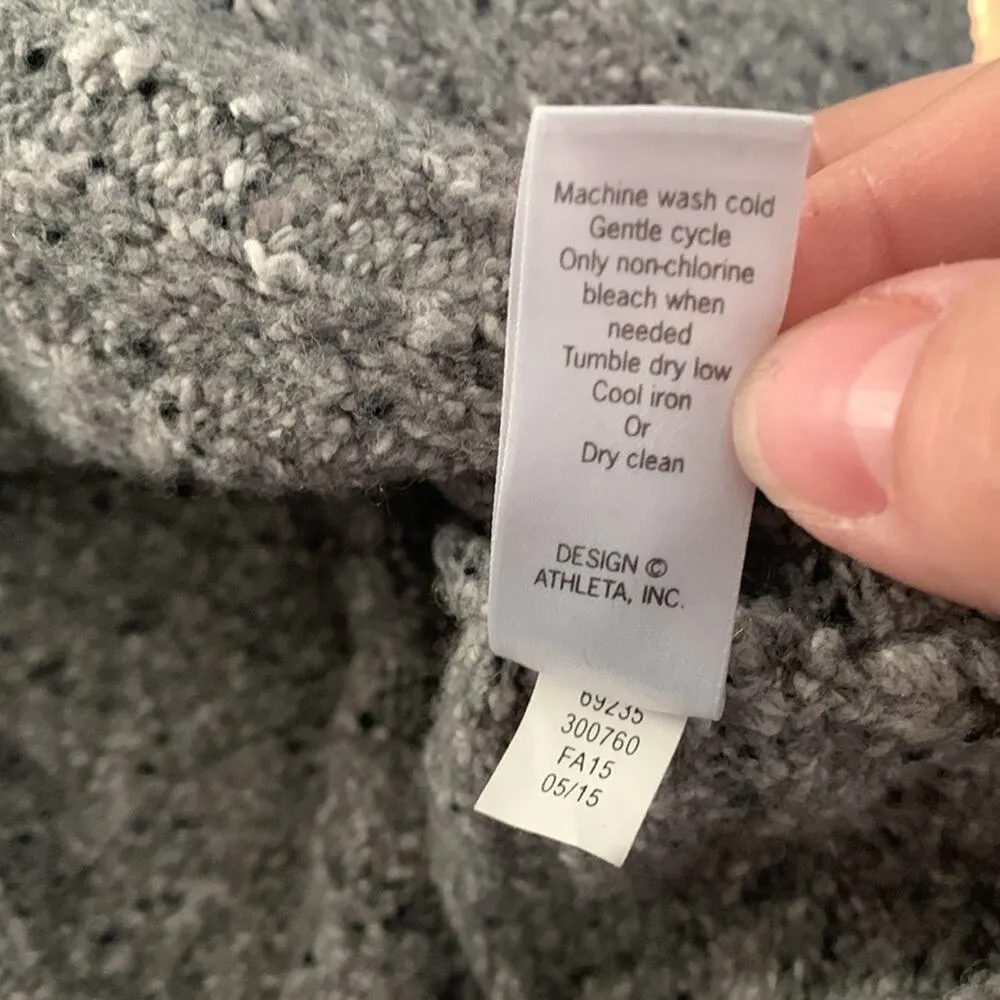 Machine wash cold
Gentle cycle
Only non-chlorine
bleach when
needed
Tumble dry low
Cool iron
Or
Dry clean
DESIGN ©
ATHLETA, INC.
69235
300760
FA15
05/15